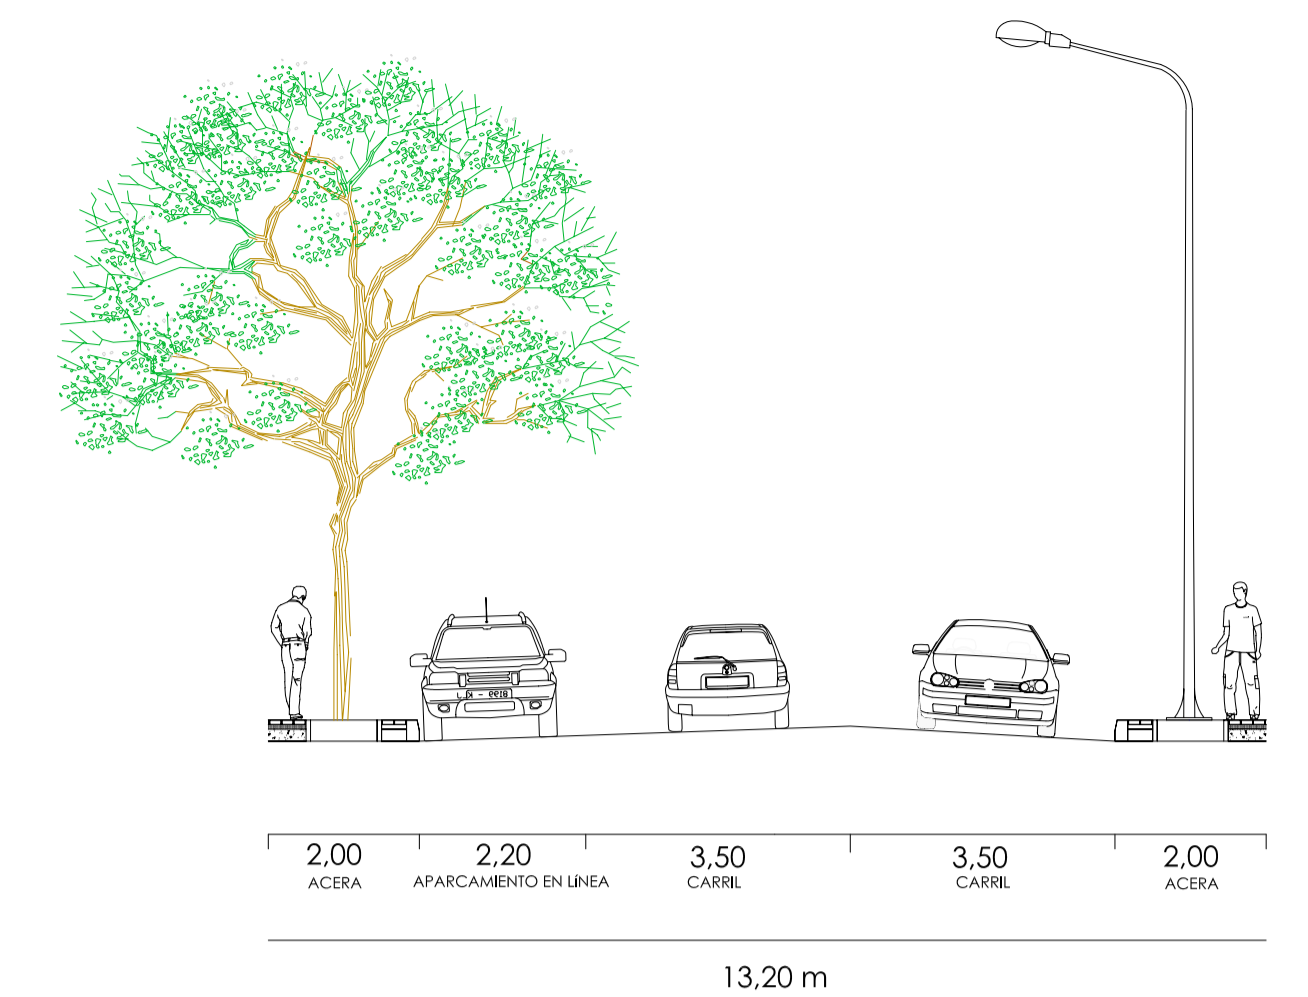 2,00 2,20 3,50 3,50 2,00
ACERA APARCAMIENTO EN LÍNEA CARRIL CARRIL ACERA
13,20 m